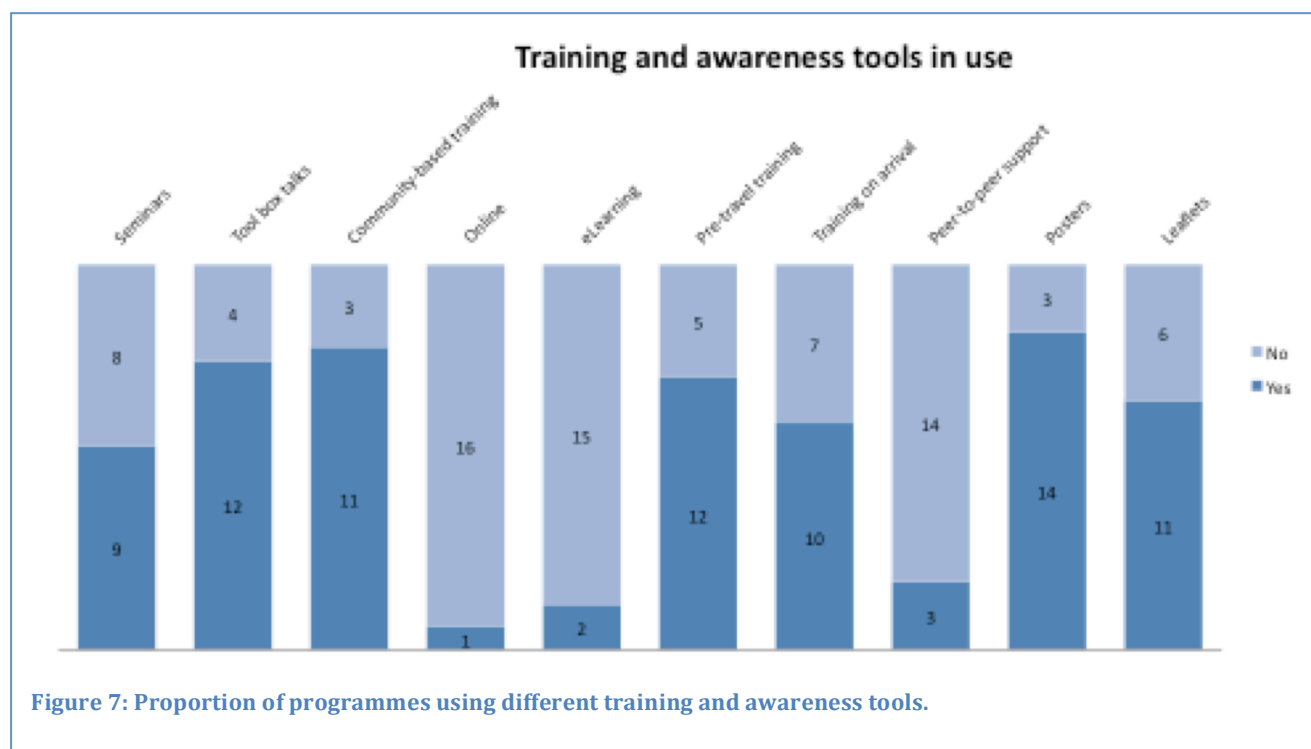 Training and awareness tools in use
Seminars
Tool box talks
Community-based training
Online
eLearning
Pre-travel training
Training on arrival
Peer-to-peer support
Posters
Leaflets
8
4
3
16
15
5
7
14
3
6
9
12
11
1
2
12
10
3
14
11
No
Yes
Figure 7: Proportion of programmes using different training and awareness tools.